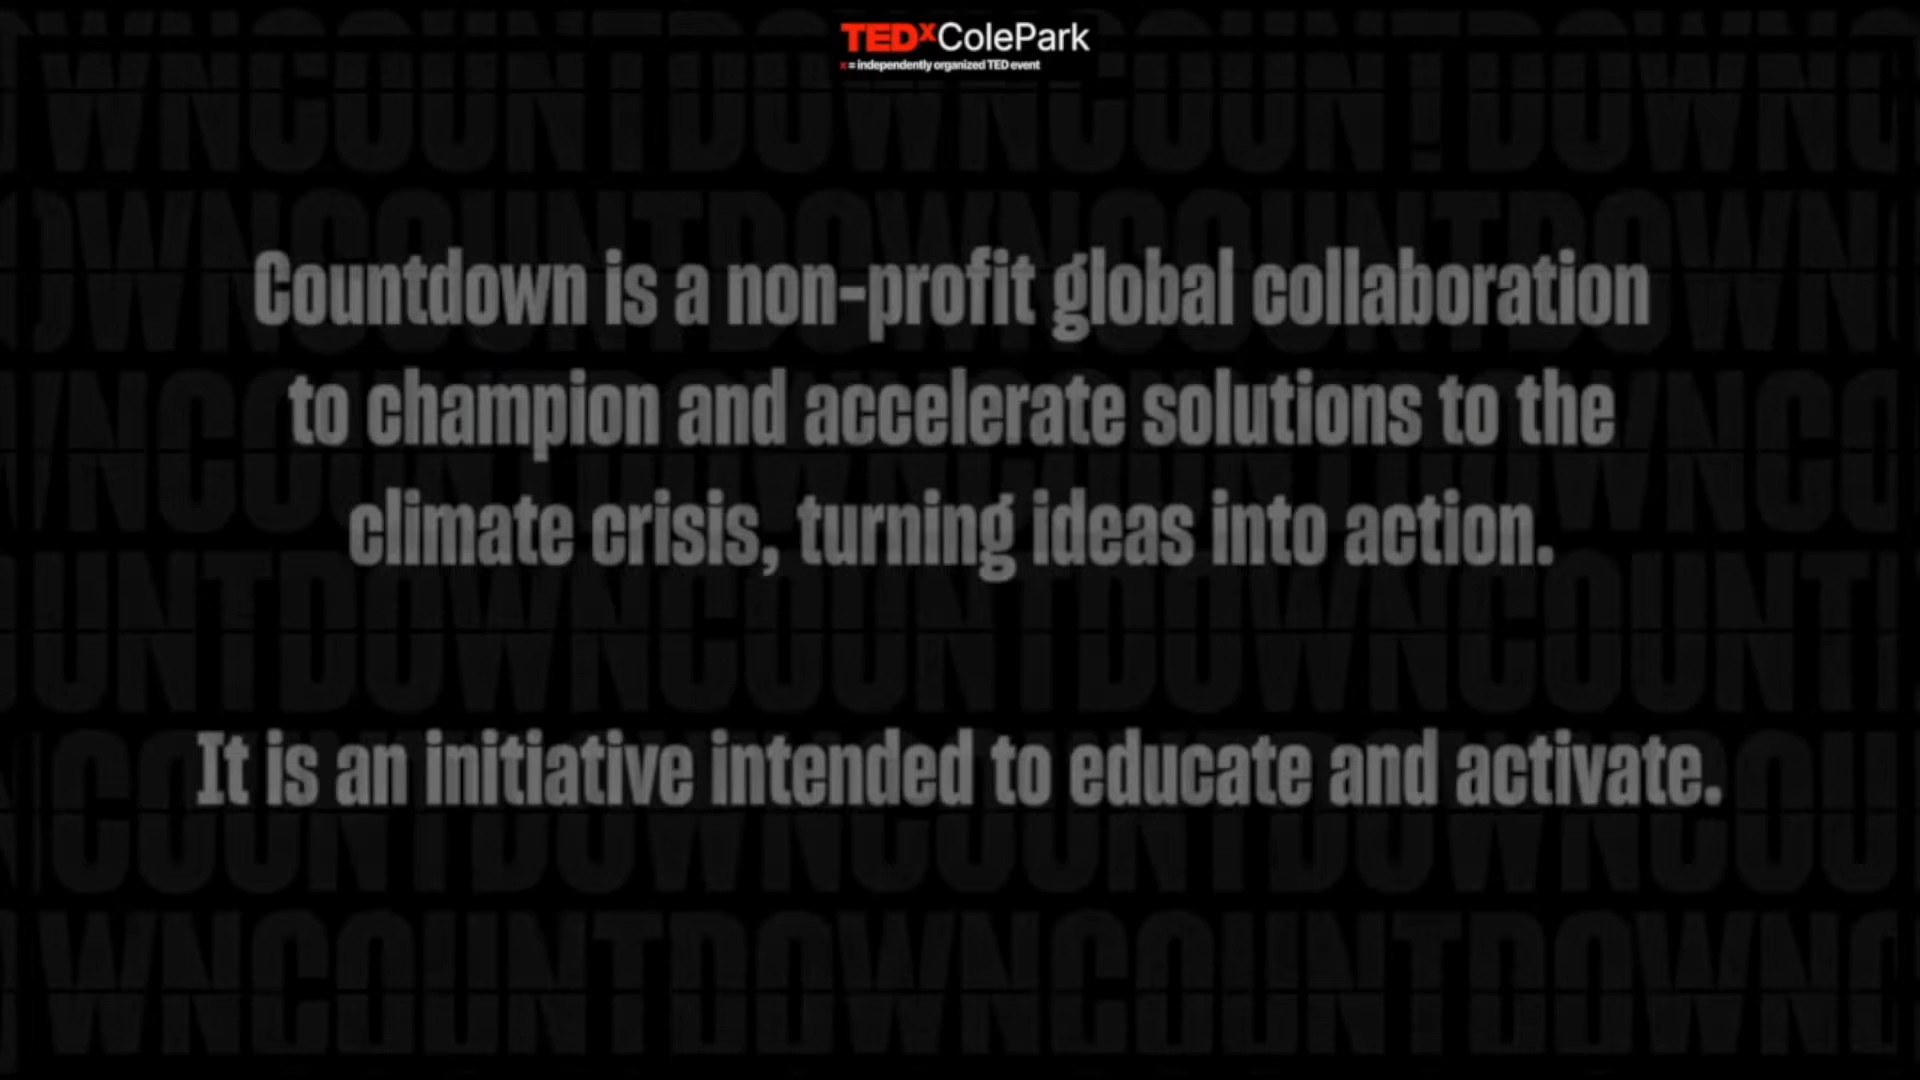 TEDxColePark
x = independently organized TED event
Countdown is a non-profit global collaboration
to champion and accelerate solutions to the
climate crisis, turning ideas into action.
It is an initiative intended to educate and activate.